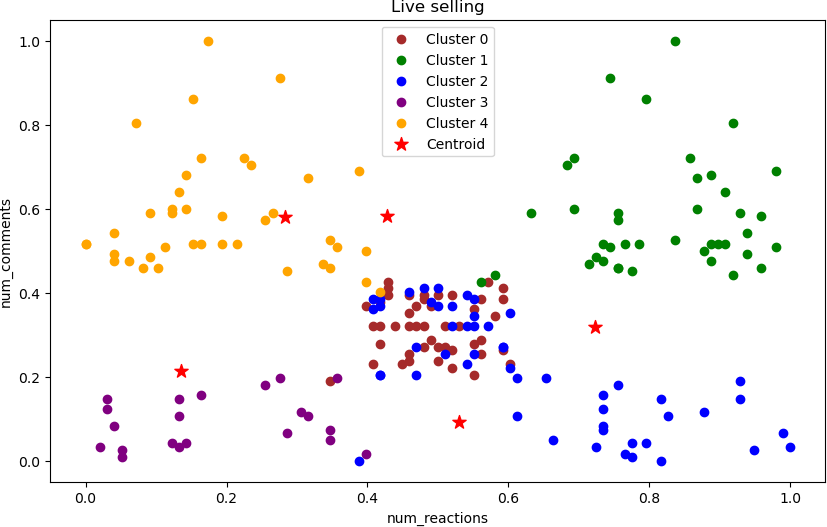 Live selling
Cluster 0
Cluster 1
Cluster 2
Cluster 3
Cluster 4
Centroid
num_comments
1.0
0.8
0.6
0.4
0.2
0.0
0.0 0.2 0.4 0.6 0.8 1.0
num_reactions